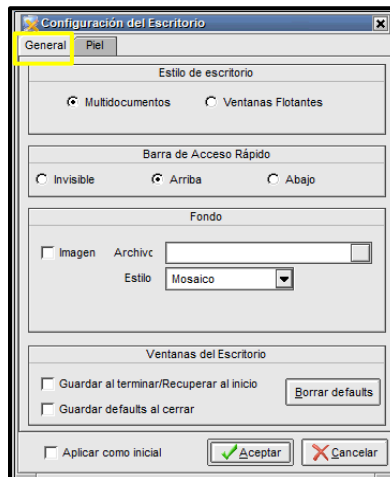 Configuración del Escritorio
General Piel
Estilo de escritorio
Multidocumentos Ventanas Flotantes
Barra de Acceso Rápido
Invisible Arriba Abajo
Fondo
Imagen Archivc
Estilo Mosaico
Ventanas del Escritorio
Guardar al terminar/Recuperar al inicio
Borrar defaults
Guardar defaults al cerrar
Aplicar como inicial Aceptar Cancelar